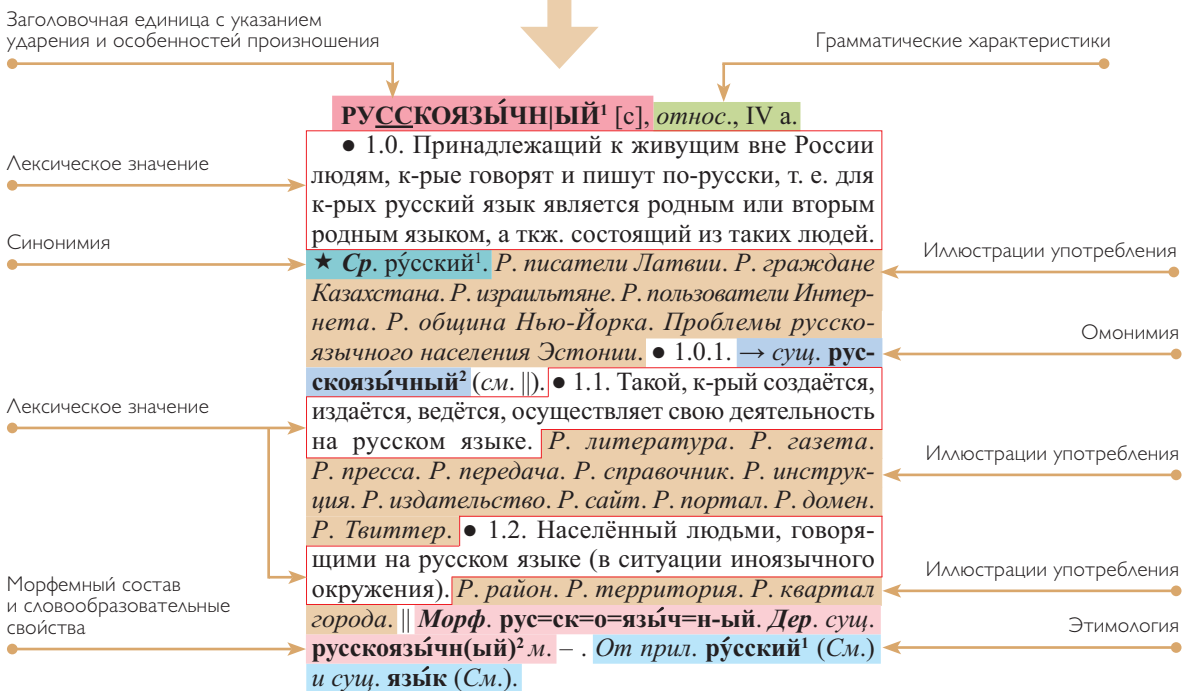 Заголовочная единица с указанием
ударения и особенностей произношения
Грамматические характеристики
РУССКОЯЗЫ́ЧН|ЫЙ¹ [с], относ., IV а.
● 1.0. Принадлежащий к живущим вне России
Лексическое значение
людям, к-рые говорят и пишут по-русски, т. е. для
к-рых русский язык является родным или вторым
родным языком, а ткж. состоящий из таких людей.
Синонимия
★ Ср. ру́сский¹. Р. писатели Латвии. Р. граждане
Иллюстрации употребления
Казахстана. Р. израильтяне. Р. пользователи Интер-
нета. Р. община Нью-Йорка. Проблемы русско-
Омонимия
язычного населения Эстонии. ● 1.0.1. → сущ. рус-
скоязы́чный² (см. ||). ● 1.1. Такой, к-рый создаётся,
Лексическое значение
издаётся, ведётся, осуществляет свою деятельность
на русском языке. Р. литература. Р. газета.
Иллюстрации употребления
Р. пресса. Р. передача. Р. справочник. Р. инструк-
ция. Р. издательство. Р. сайт. Р. портал. Р. домен.
Р. Твиттер. ● 1.2. Населённый людьми, говоря-
щими на русском языке (в ситуации иноязычного
Иллюстрации употребления
окружения). Р. район. Р. территория. Р. квартал
Морфемный состав
и словообразовательные
свойства
города. || Морф. рус=ск=о=язы́ч=н-ый. Дер. сущ.
Этимология
русскоязы́чн(ый)² м. – . От прил. ру́сский¹ (См.)
и сущ. язы́к (См.).